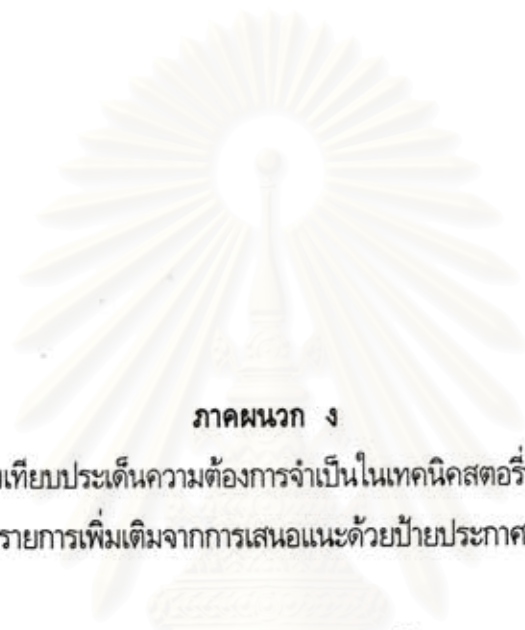 ภาคผนวก ง
เทียบประเด็นความต้องการจำเป็นในเทคนิคสตอรี่
รายการเพิ่มเติมจากการเสนอแนะด้วยป้ายประกาศ